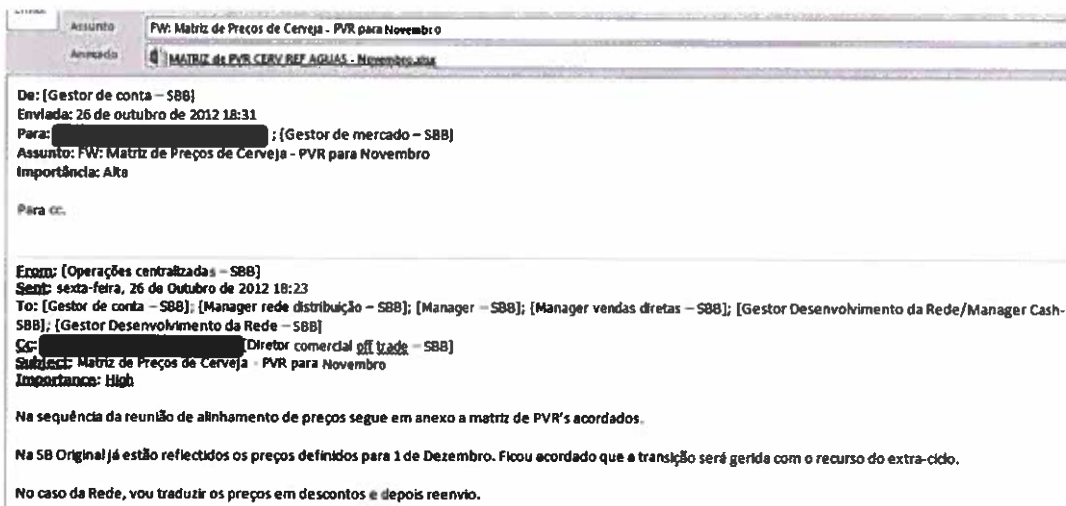 Assunto FW: Matriz de Preços de Cerveja - PVR para Novembro
Anexado MATRIZ de PVR CERV REF AGUAS - Novembro.xlsx
De: [Gestor de conta – SBB]
Enviada: 26 de outubro de 2012 18:31
Para: ; [Gestor de mercado – SBB]
Assunto: FW: Matriz de Preços de Cerveja - PVR para Novembro
Importância: Alta
Para cc.
From: [Operações centralizadas – SBB]
Sent: sexta-feira, 26 de Outubro de 2012 18:23
To: [Gestor de conta – SBB]; [Manager rede distribuição – SBB]; [Manager – SBB]; [Manager vendas diretas – SBB]; [Gestor Desenvolvimento da Rede/Manager Cash-
SBB]; [Gestor Desenvolvimento da Rede – SBB]
Cc: [Diretor comercial off trade – SBB]
Subject: Matriz de Preços de Cerveja - PVR para Novembro
Importance: High
Na sequência da reunião de alinhamento de preços segue em anexo a matriz de PVR's acordados.
Na SB Original já estão reflectidos os preços definidos para 1 de Dezembro. Ficou acordado que a transição será gerida com o recurso do extra-ciclo.
No caso da Rede, vou traduzir os preços em descontos e depois reenvio.